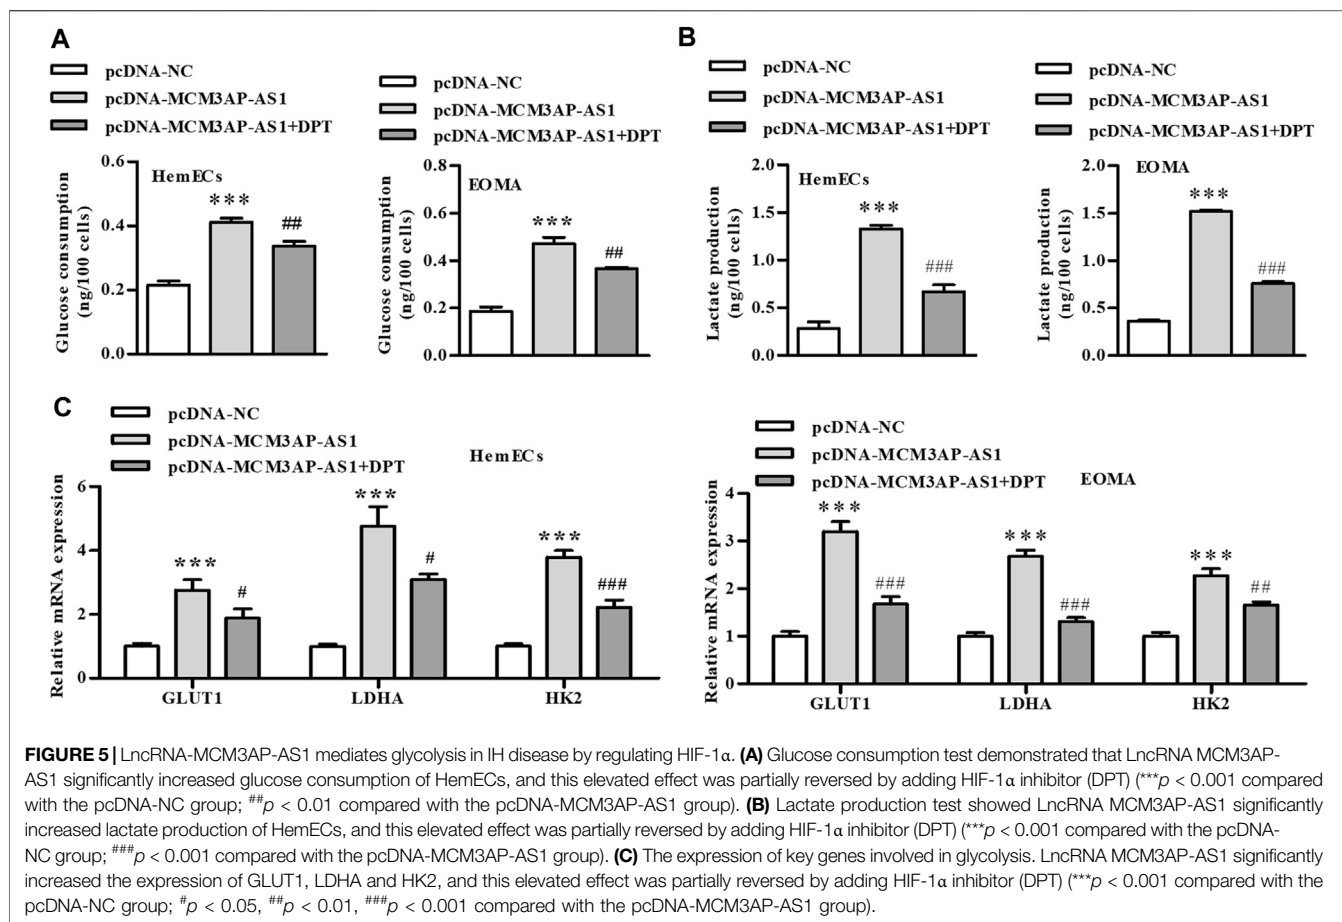 A
pcDNA-NC
pcDNA-MCM3AP-AS1
pcDNA-MCM3AP-AS1+DPT
HemECs
Glucose consumption
(ng/100 cells)
0.6
0.4
0.2
0.0
***
##
pcDNA-NC
pcDNA-MCM3AP-AS1
pcDNA-MCM3AP-AS1+DPT
EOMA
Glucose consumption
(ng/100 cells)
0.8
0.6
0.4
0.2
0.0
***
##
B
pcDNA-NC
pcDNA-MCM3AP-AS1
pcDNA-MCM3AP-AS1+DPT
HemECs
Lactate production
(ng/100 cells)
2.0
1.5
1.0
0.5
0.0
***
###
pcDNA-NC
pcDNA-MCM3AP-AS1
pcDNA-MCM3AP-AS1+DPT
EOMA
Lactate production
(ng/100 cells)
2.0
1.5
1.0
0.5
0.0
***
###
C
pcDNA-NC
pcDNA-MCM3AP-AS1
pcDNA-MCM3AP-AS1+DPT
HemECs
Relative mRNA expression
6
4
2
0
***
#
***
#
***
###
GLUT1 LDHA HK2
pcDNA-NC
pcDNA-MCM3AP-AS1
pcDNA-MCM3AP-AS1+DPT
EOMA
Relative mRNA expression
4
3
2
1
0
***
###
***
###
***
##
GLUT1 LDHA HK2
FIGURE 5 | LncRNA-MCM3AP-AS1 mediates glycolysis in IH disease by regulating HIF-1α. (A) Glucose consumption test demonstrated that LncRNA MCM3AP-
AS1 significantly increased glucose consumption of HemECs, and this elevated effect was partially reversed by adding HIF-1α inhibitor (DPT) (***p < 0.001 compared
with the pcDNA-NC group; ##p < 0.01 compared with the pcDNA-MCM3AP-AS1 group). (B) Lactate production test showed LncRNA MCM3AP-AS1 significantly
increased lactate production of HemECs, and this elevated effect was partially reversed by adding HIF-1α inhibitor (DPT) (***p < 0.001 compared with the pcDNA-
NC group; ###p < 0.001 compared with the pcDNA-MCM3AP-AS1 group). (C) The expression of key genes involved in glycolysis. LncRNA MCM3AP-AS1 significantly
increased the expression of GLUT1, LDHA and HK2, and this elevated effect was partially reversed by adding HIF-1α inhibitor (DPT) (***p < 0.001 compared with the
pcDNA-NC group; #p < 0.05, ##p < 0.01, ###p < 0.001 compared with the pcDNA-MCM3AP-AS1 group).